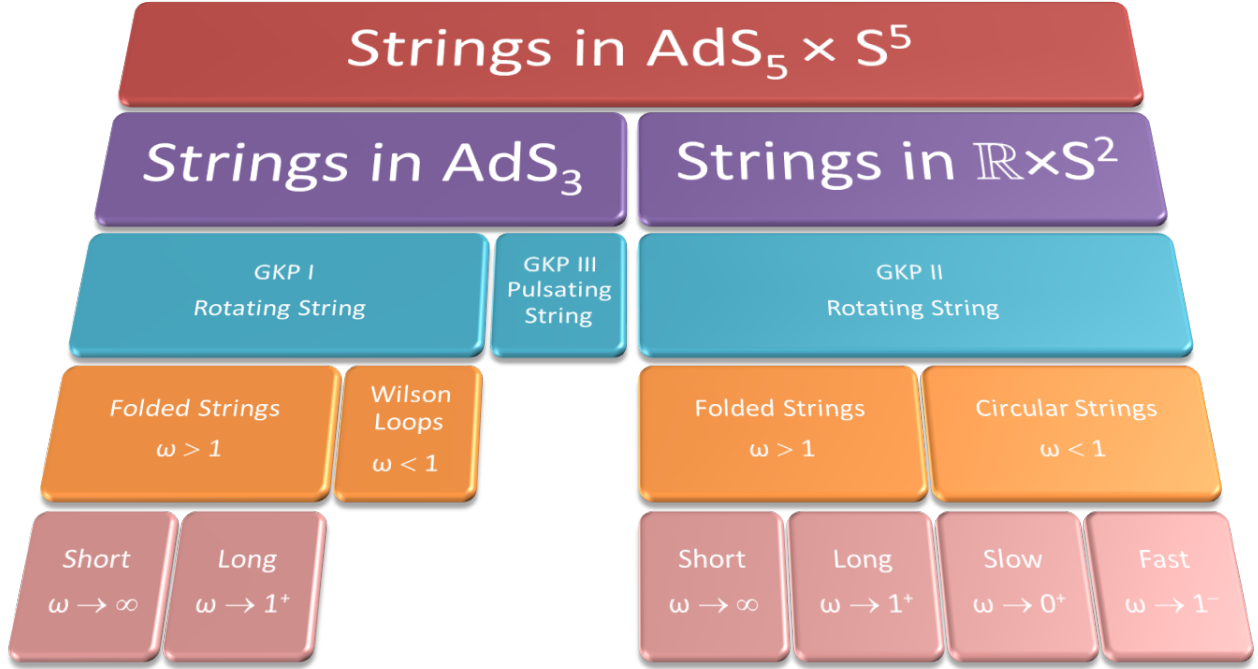 Strings in AdS₅ × S⁵
Strings in AdS₃
Strings in ℝ×S²
GKP I
Rotating String
GKP III
Pulsating
String
GKP II
Rotating String
Folded Strings
ω > 1
Wilson
Loops
ω < 1
Folded Strings
ω > 1
Circular Strings
ω < 1
Short
ω → ∞
Long
ω → 1⁺
Short
ω → ∞
Long
ω → 1⁺
Slow
ω → 0⁺
Fast
ω → 1⁻